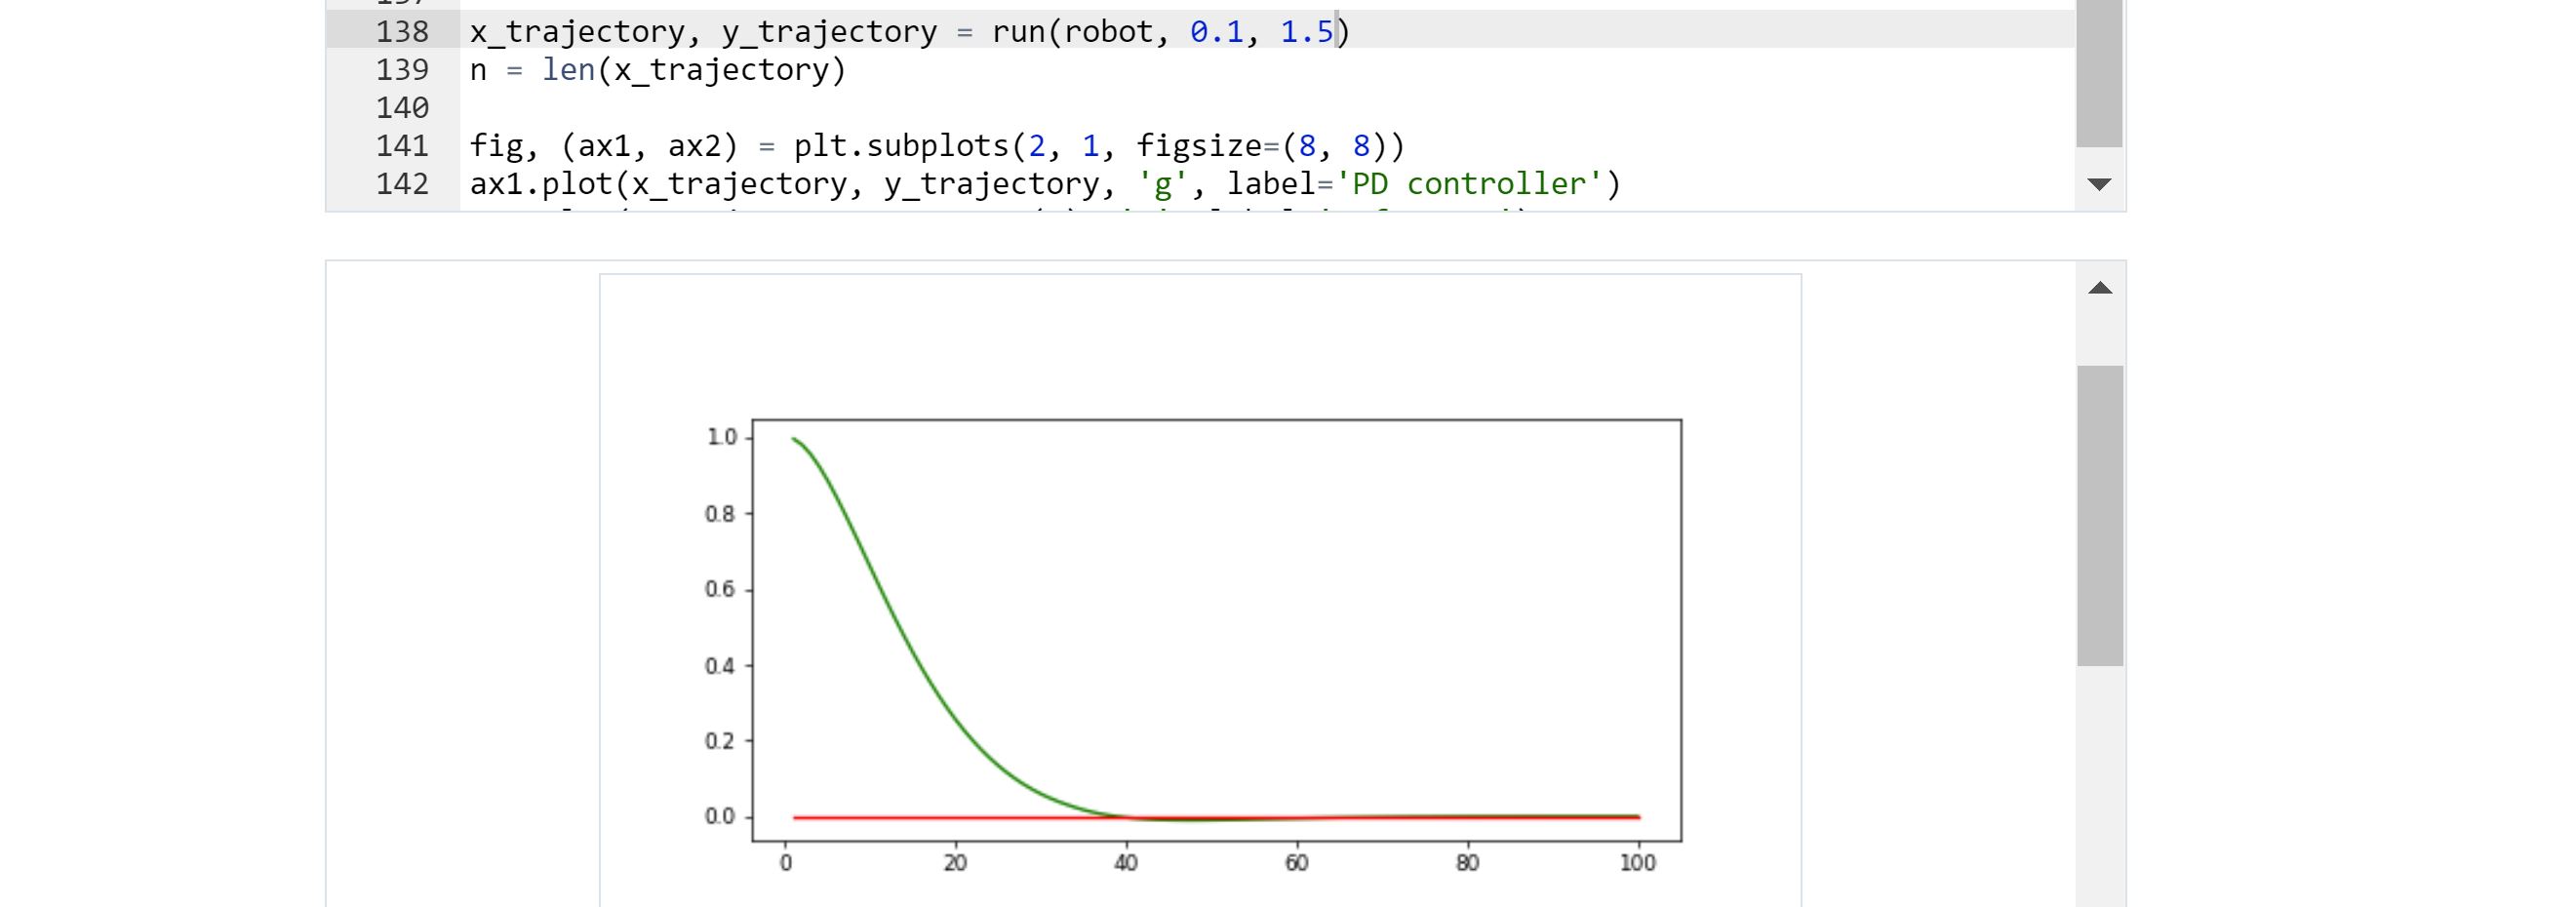 138 x_trajectory, y_trajectory = run(robot, 0.1, 1.5)
139 n = len(x_trajectory)
140
141 fig, (ax1, ax2) = plt.subplots(2, 1, figsize=(8, 8))
142 ax1.plot(x_trajectory, y_trajectory, 'g', label='PD controller')
1.0
0.8
0.6
0.4
0.2
0.0
0 20 40 60 80 100